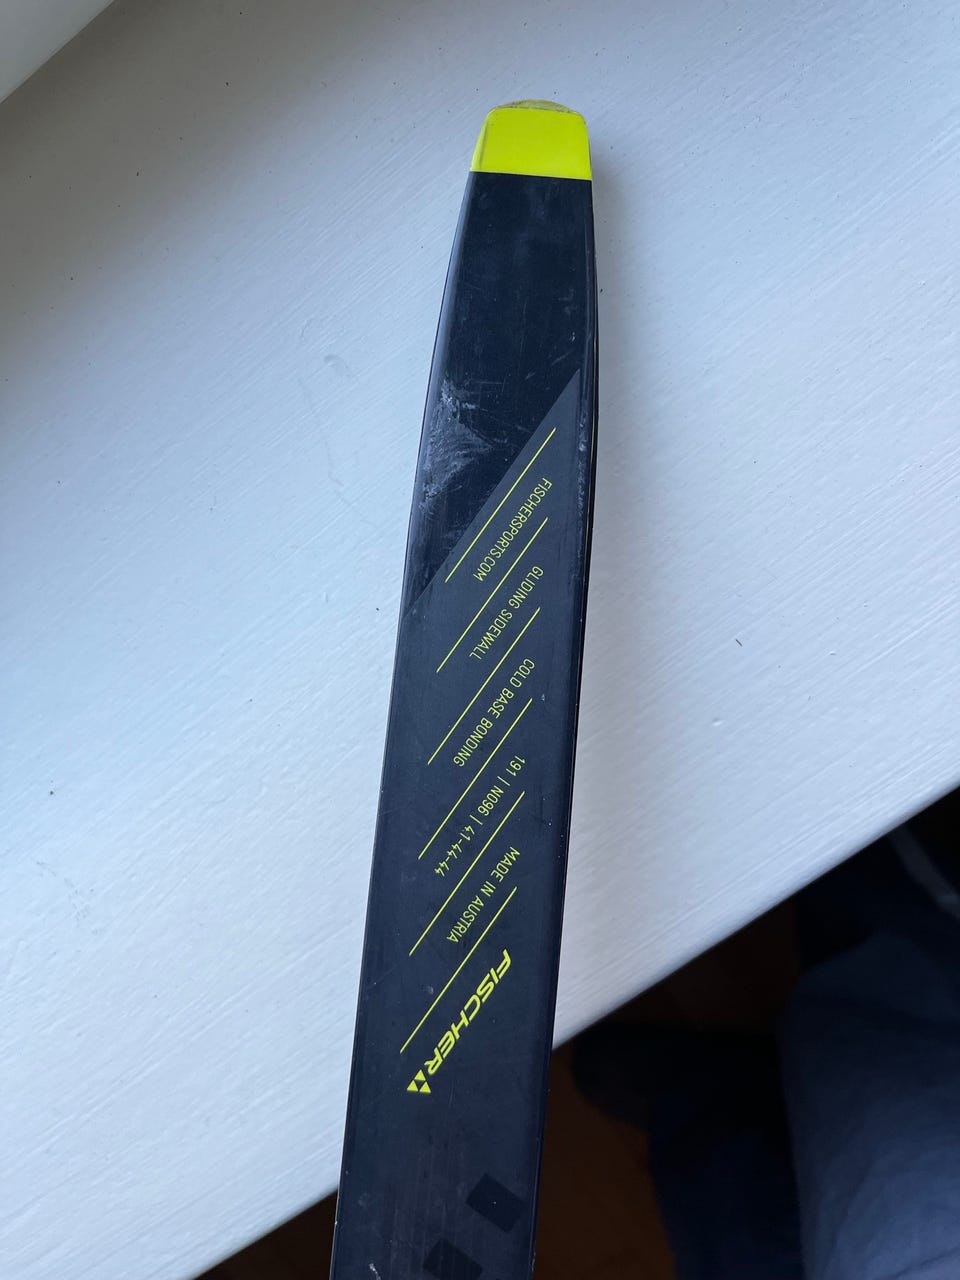 FISCHERSPORTS.COM
GLIDING SIDEWALL
COLD BASE BONDING
191 | N096 | 41-44-44
MADE IN AUSTRIA
FISCHER